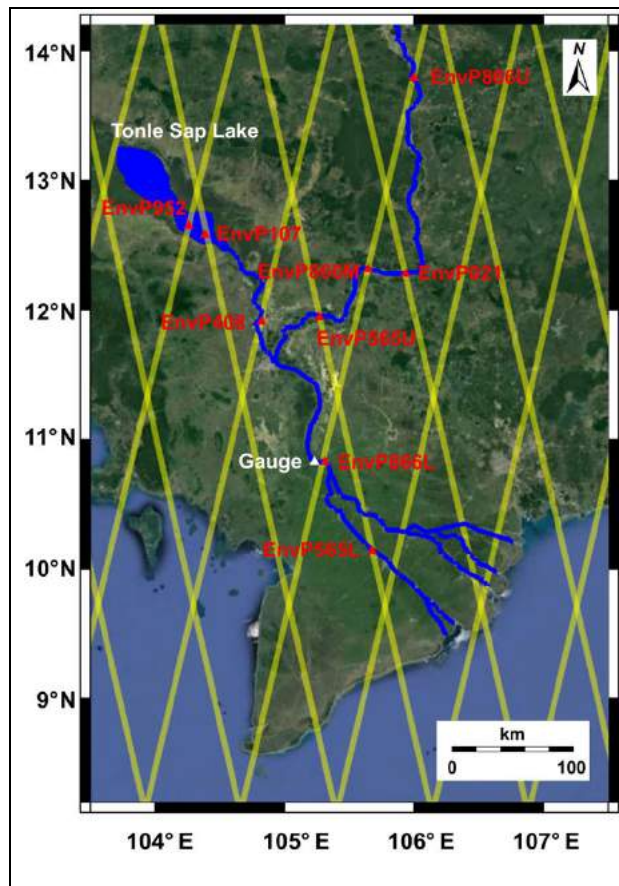 14°N
N
EnvP866U
Tonle Sap Lake
13°N
EnvP952
EnvP107
EnvP866M
EnvP021
12°N
EnvP408
EnvP565U
11°N
Gauge
EnvP866L
EnvP565L
10°N
9°N
km
0
100
104° E
105° E
106° E
107° E